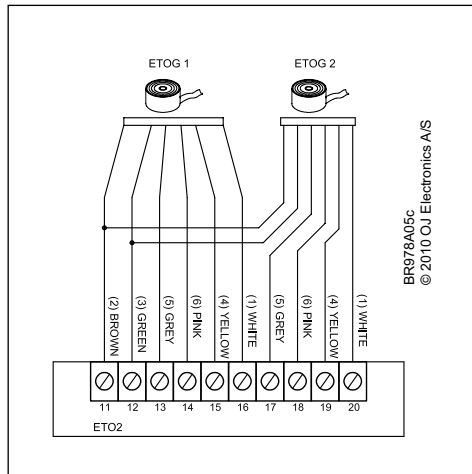 ETOG 1
ETOG 2
BR978A05c
© 2010 OJ Electronics A/S
(2) BROWN
(3) GREEN
(5) GREY
(6) PINK
(4) YELLOW
(1) WHITE
(5) GREY
(6) PINK
(4) YELLOW
(1) WHITE
11 12 13 14 15 16 17 18 19 20
ETO2